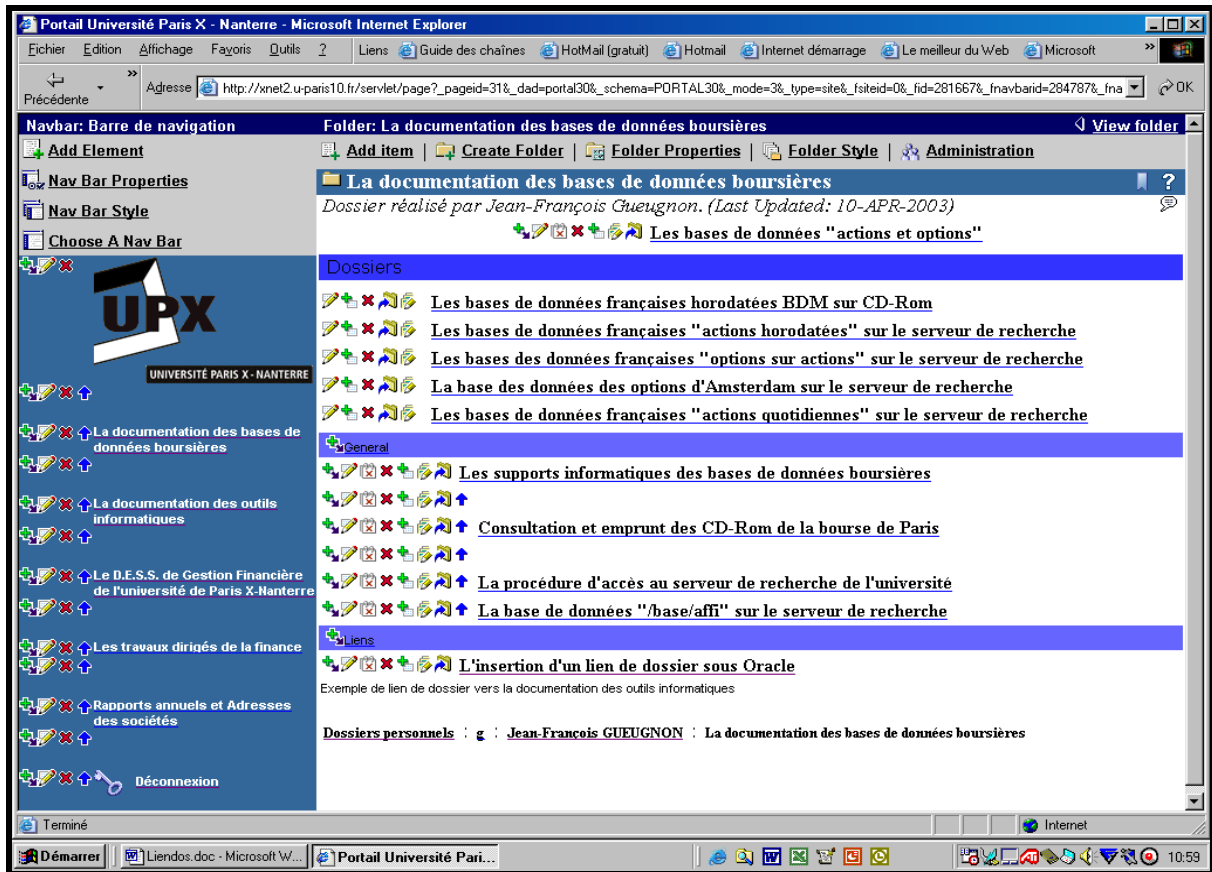 Portail Université Paris X - Nanterre - Microsoft Internet Explorer
Fichier Edition Affichage Favoris Outils ? Liens Guide des chaînes HotMail (gratuit) Hotmail Internet démarrage Le meilleur du Web Microsoft »
Précédente » Adresse http://xnet2.u-paris10.fr/servlet/page?_pageid=31&_dad=portal30&_schema=PORTAL30&_mode=3&_type=site&_fsiteid=0&_fid=281667&_fnavbarid=284787&_fna OK
Navbar: Barre de navigation
Add Element
Nav Bar Properties
Nav Bar Style
Choose A Nav Bar
UPX
UNIVERSITÉ PARIS X - NANTERRE
La documentation des bases de
données boursières
La documentation des outils
informatiques
Le D.E.S.S. de Gestion Financière
de l'université de Paris X-Nanterre
Les travaux dirigés de la finance
Rapports annuels et Adresses
des sociétés
Déconnexion
Folder: La documentation des bases de données boursières View folder
Add item | Create Folder | Folder Properties | Folder Style | Administration
La documentation des bases de données boursières ?
Dossier réalisé par Jean-François Gueugnon. (Last Updated: 10-APR-2003)
Les bases de données "actions et options"
Dossiers
Les bases de données françaises horodatées BDM sur CD-Rom
Les bases de données françaises "actions horodatées" sur le serveur de recherche
Les bases des données françaises "options sur actions" sur le serveur de recherche
La base des données des options d'Amsterdam sur le serveur de recherche
Les bases de données françaises "actions quotidiennes" sur le serveur de recherche
General
Les supports informatiques des bases de données boursières
Consultation et emprunt des CD-Rom de la bourse de Paris
La procédure d'accès au serveur de recherche de l'université
La base de données "/base/affi" sur le serveur de recherche
Liens
L'insertion d'un lien de dossier sous Oracle
Exemple de lien de dossier vers la documentation des outils informatiques
Dossiers personnels : g : Jean-François GUEUGNON : La documentation des bases de données boursières
Terminé Internet
Démarrer Liendos.doc - Microsoft W... Portail Université Pari... 10:59